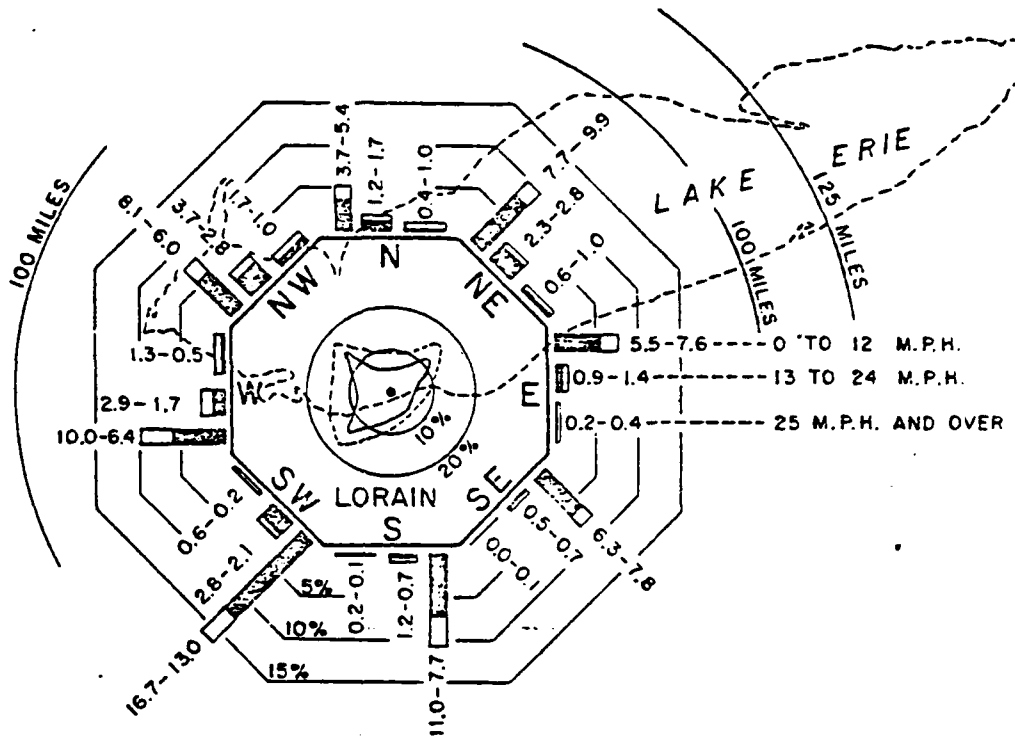 3.7-5.4
1.2-1.7
0.4-1.0
7.7-9.9
2.3-2.8
0.6-1.0
8.1-6.0
3.7-2.8
1.7-1.0
100 MILES
LAKE ERIE
100 MILES
125 MILES
N
NW
NE
1.3-0.5
2.9-1.7
10.0-6.4
W
E
5.5-7.6 0 TO 12 M.P.H.
0.9-1.4 13 TO 24 M.P.H.
0.2-0.4 25 M.P.H. AND OVER
10%
20%
LORAIN
SW
S
SE
0.6-0.2
2.8-2.1
16.7-13.0
0.2-0.1
1.2-0.7
11.0-7.7
0.0-0.1
0.5-0.7
6.3-7.8
5%
10%
15%